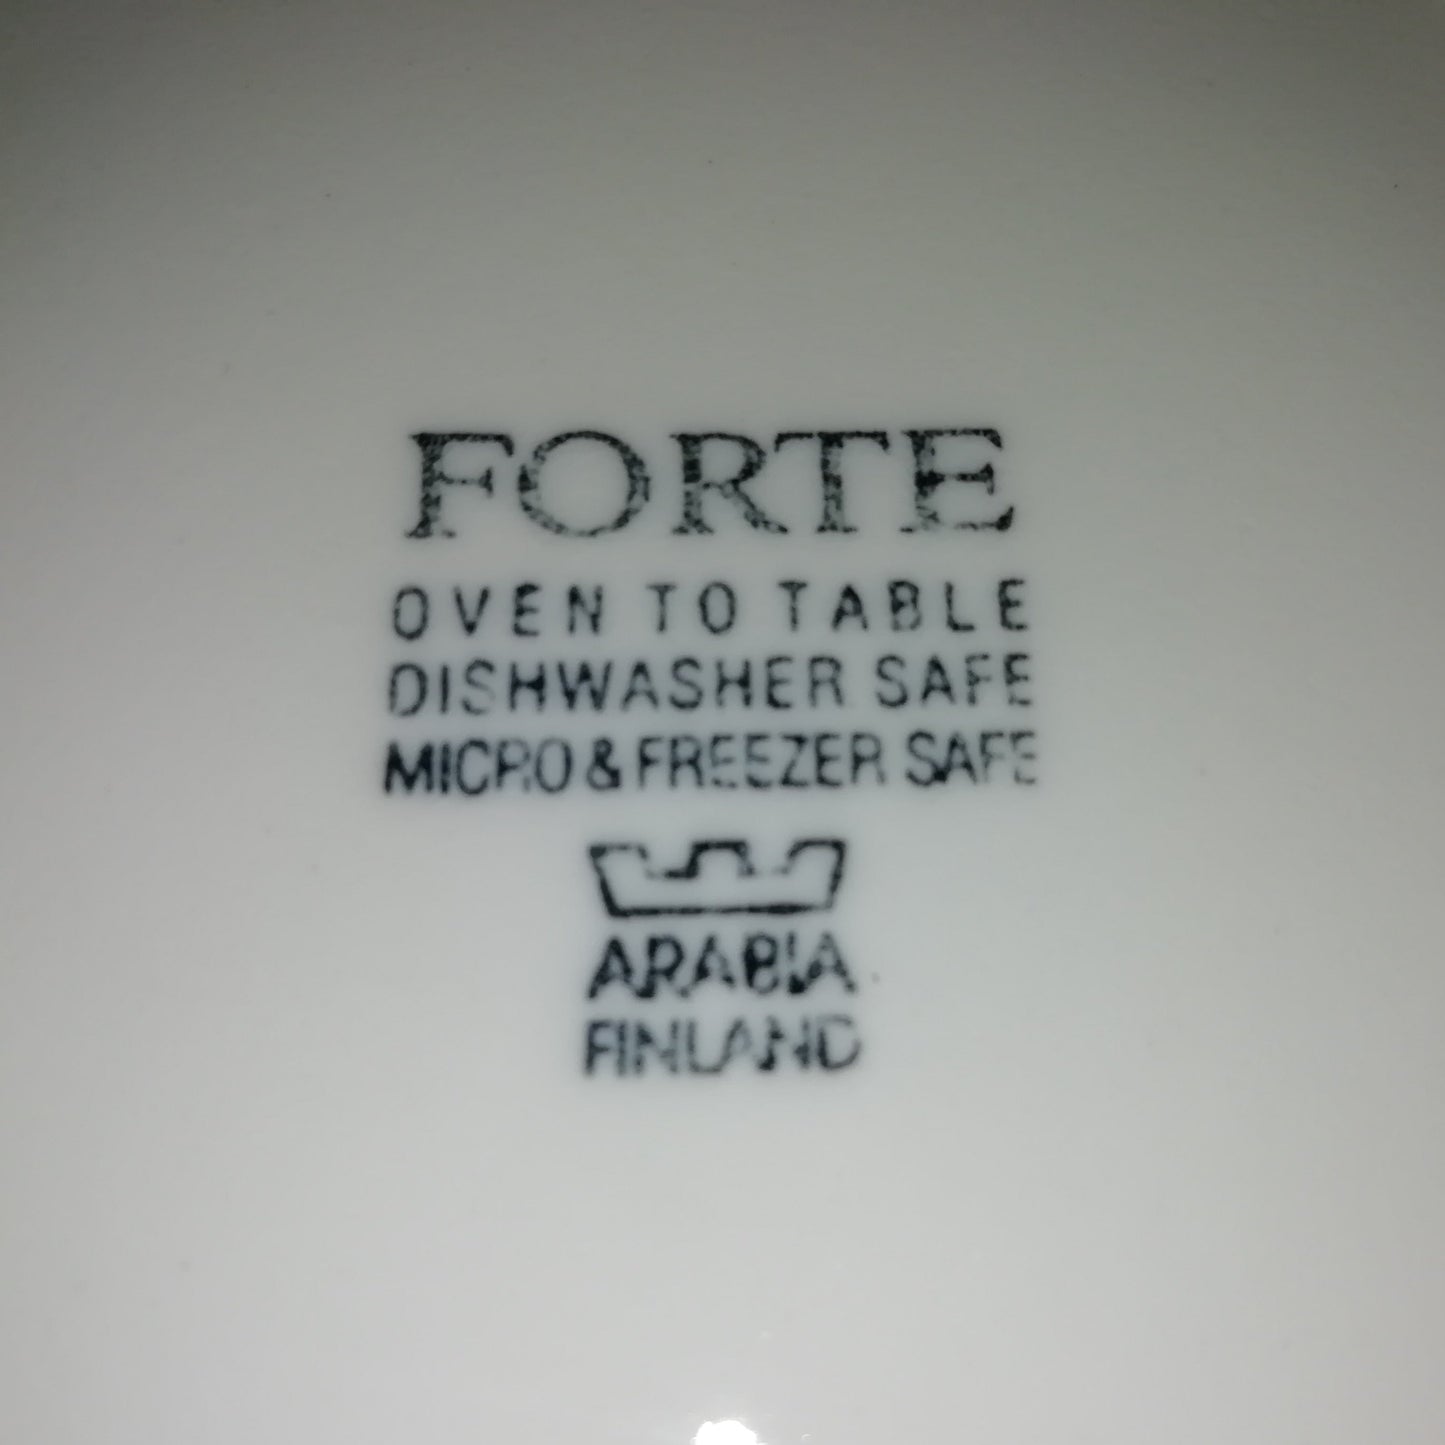 FORTE
OVEN TO TABLE
DISHWASHER SAFE
MICRO & FREEZER SAFE
ARABIA
FINLAND